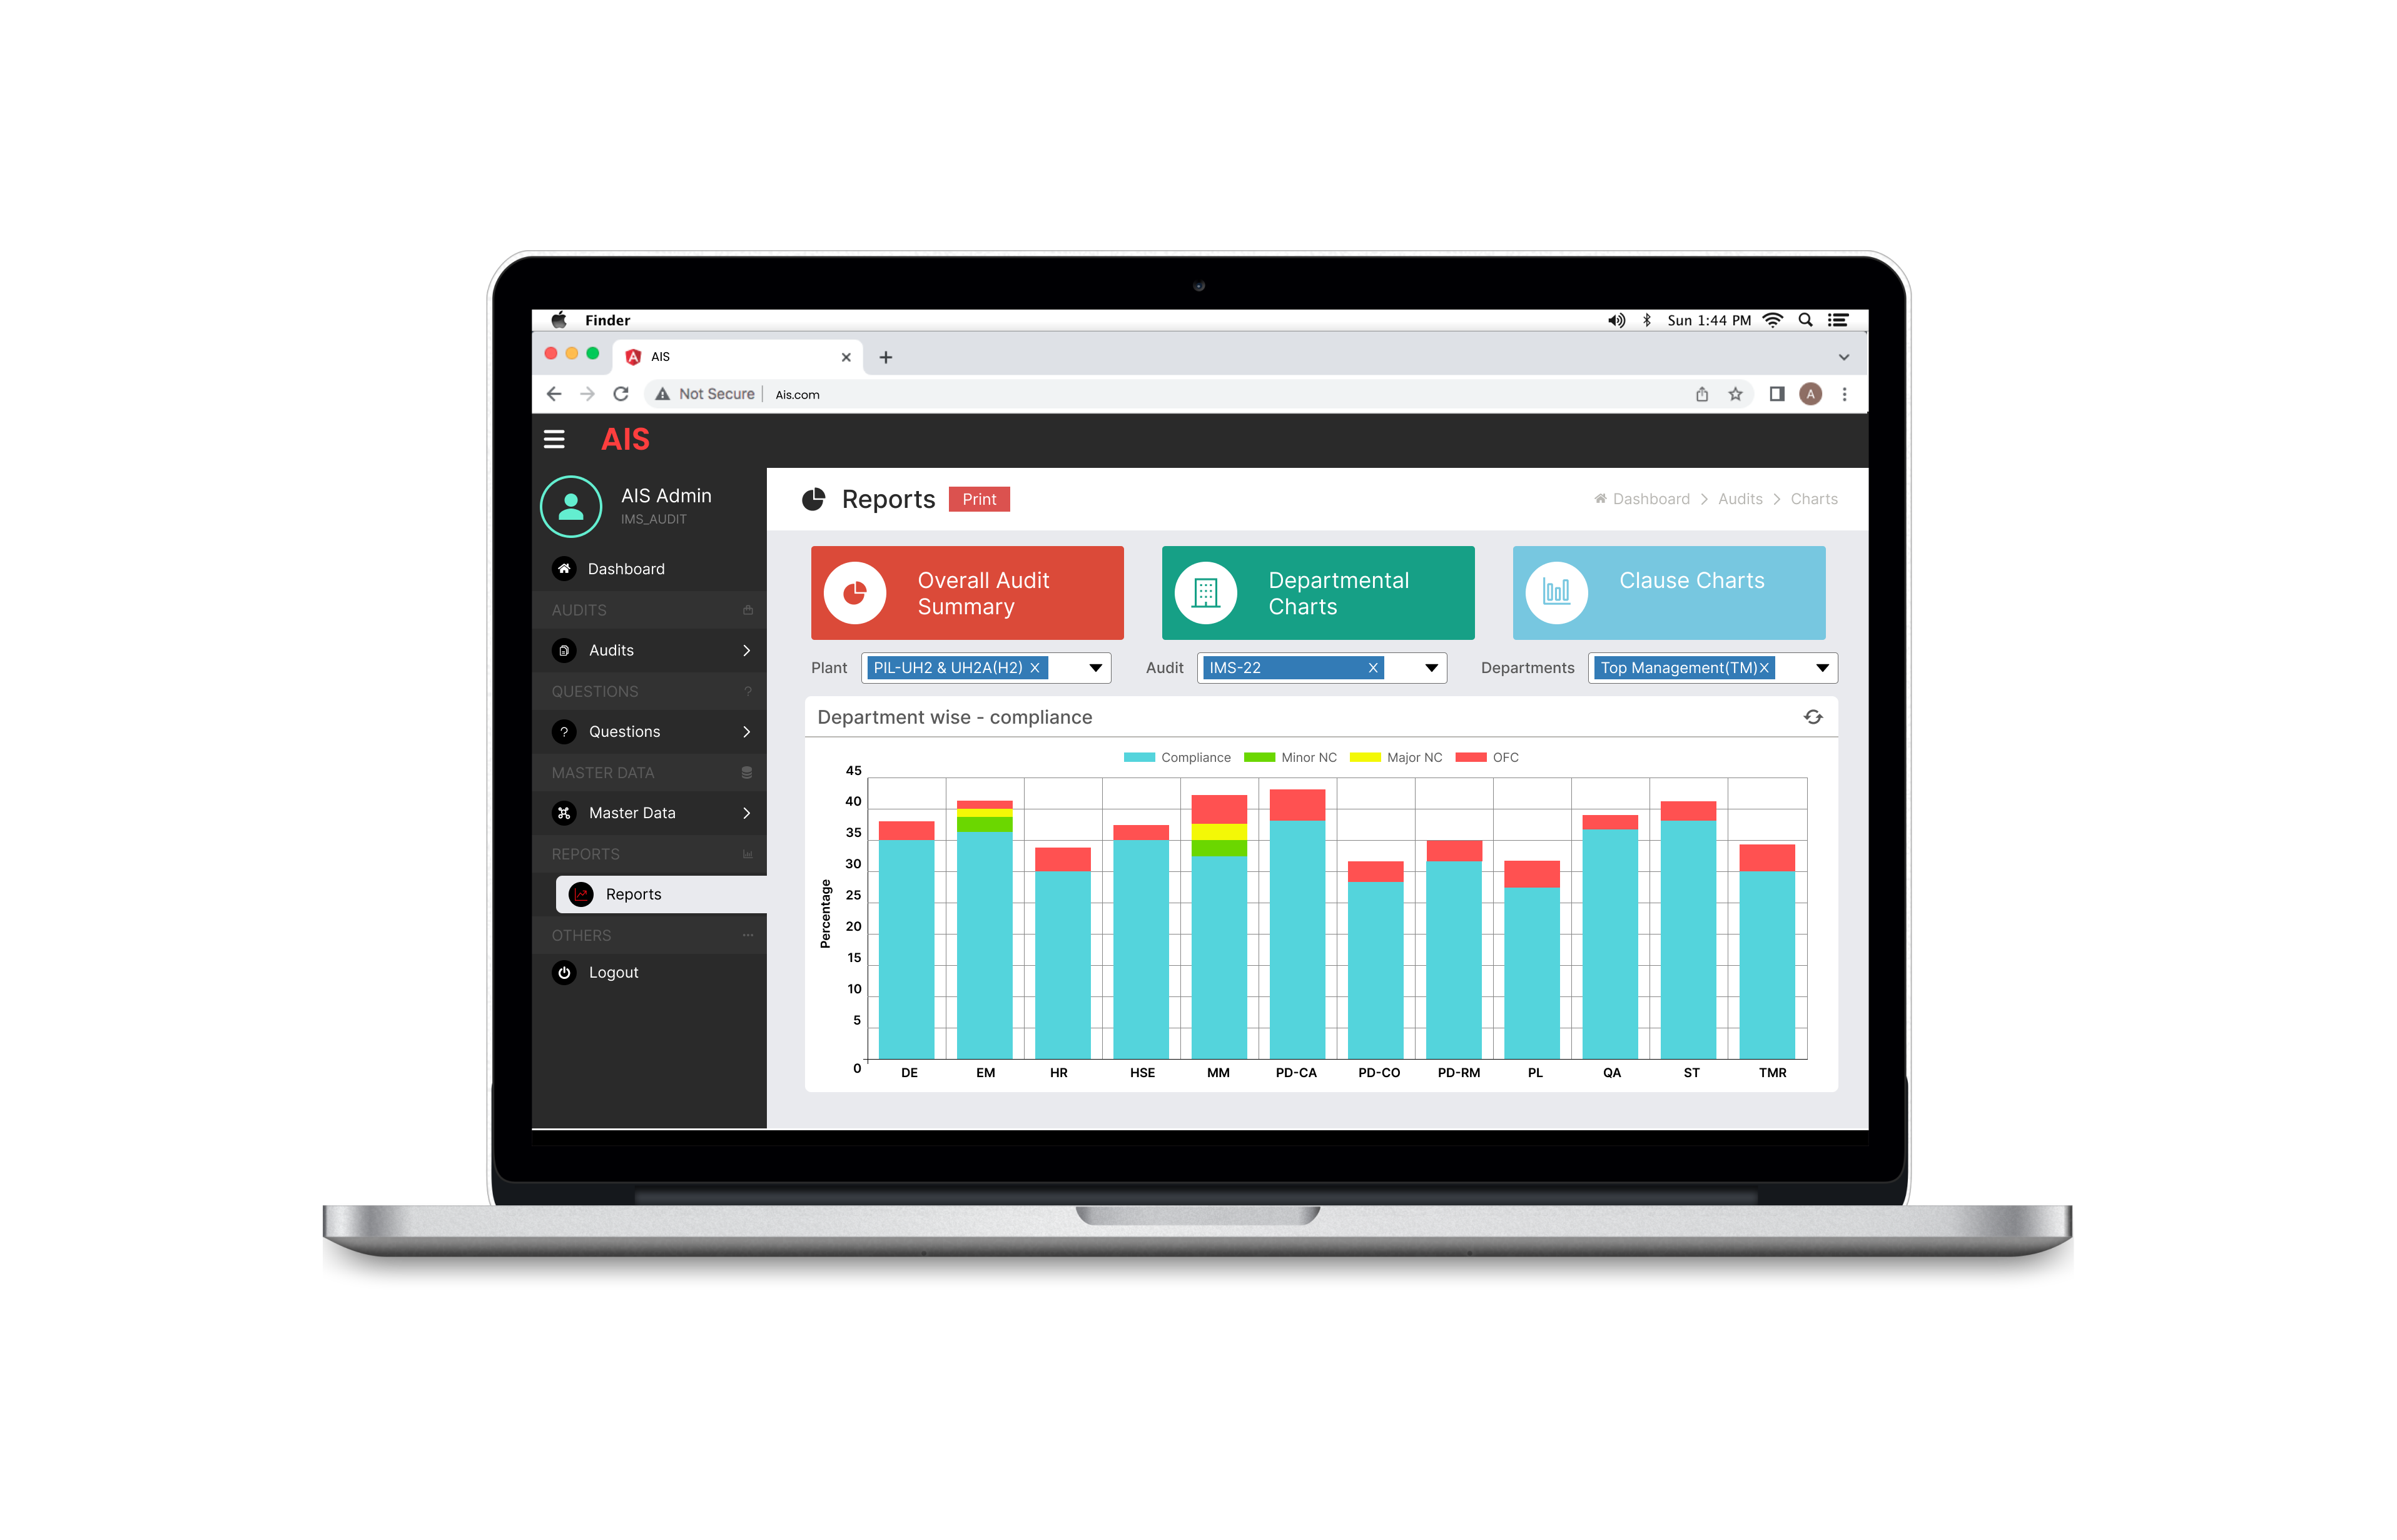 Finder
Sun 1:44 PM
AIS
Not Secure
Ais.com
A
AIS
AIS Admin
IMS_AUDIT
Dashboard
AUDITS
Audits
QUESTIONS
?
?
Questions
MASTER DATA
Master Data
REPORTS
Reports
OTHERS
Logout
Reports
Print
Dashboard > Audits > Charts
Overall Audit
Summary
Departmental
Charts
Clause Charts
Plant
PIL-UH2 & UH2A(H2) X
Audit
IMS-22 X
Departments
Top Management(TM)X
Department wise - compliance
Compliance
Minor NC
Major NC
OFC
Percentage
45
40
35
30
25
20
15
10
5
0
DE EM HR HSE MM PD-CA PD-CO PD-RM PL QA ST TMR